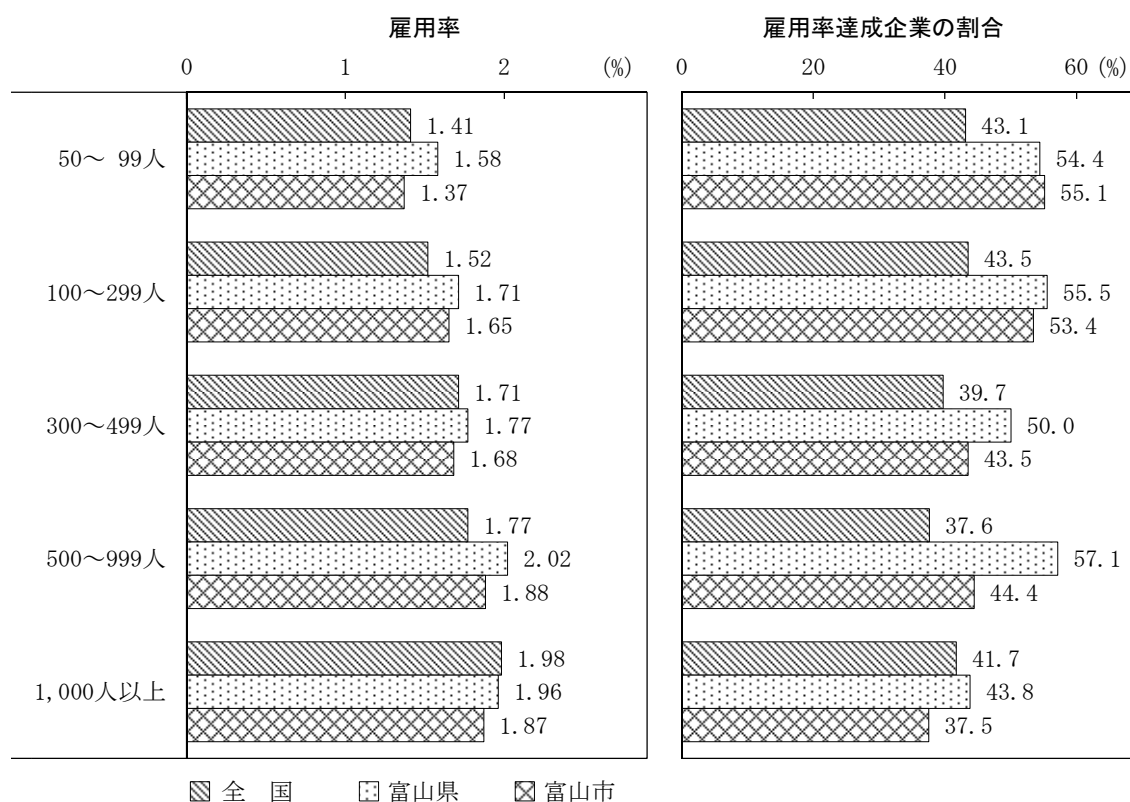 雇用率 雇用率達成企業の割合
0 1 2 (%) 0 20 40 60 (%)
1.41 43.1
50～ 99人 1.58 54.4
1.37 55.1
1.52 43.5
100～299人 1.71 55.5
1.65 53.4
1.71 39.7
300～499人 1.77 50.0
1.68 43.5
1.77 37.6
500～999人 2.02 57.1
1.88 44.4
1.98 41.7
1,000人以上 1.96 43.8
1.87 37.5
全　国 富山県 富山市